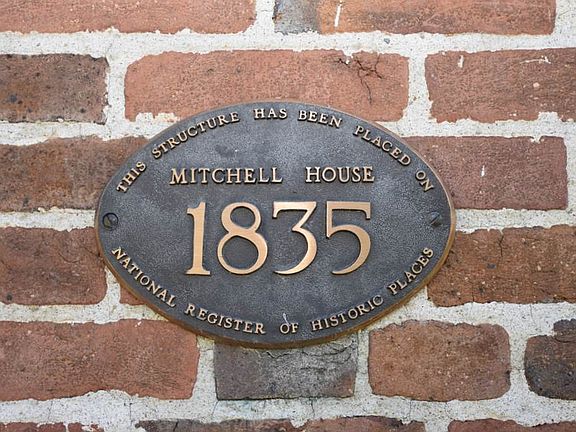 THIS STRUCTURE HAS BEEN PLACED ON
MITCHELL HOUSE
1835
NATIONAL REGISTER OF HISTORIC PLACES